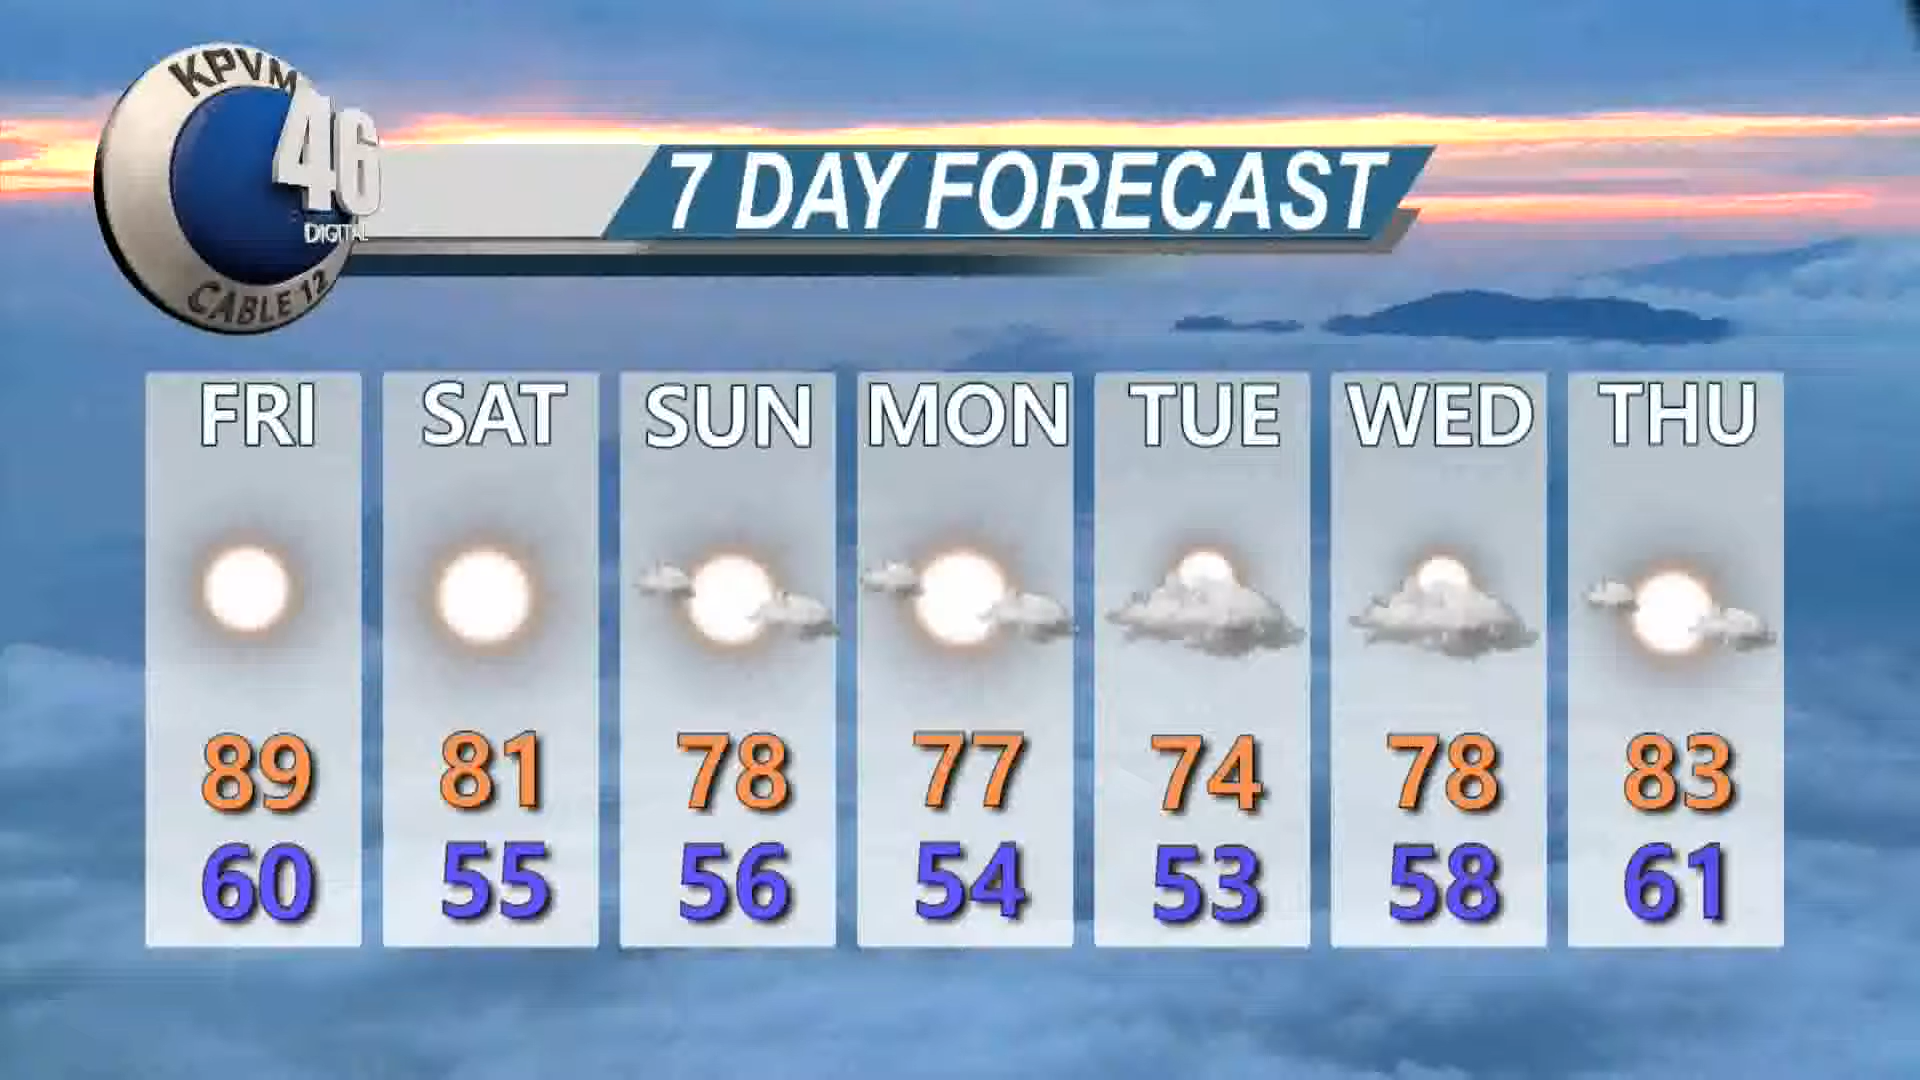 KPVM
46
DIGITAL
CABLE 12
7 DAY FORECAST
FRI SAT SUN MON TUE WED THU
89 81 78 77 74 78 83
60 55 56 54 53 58 61